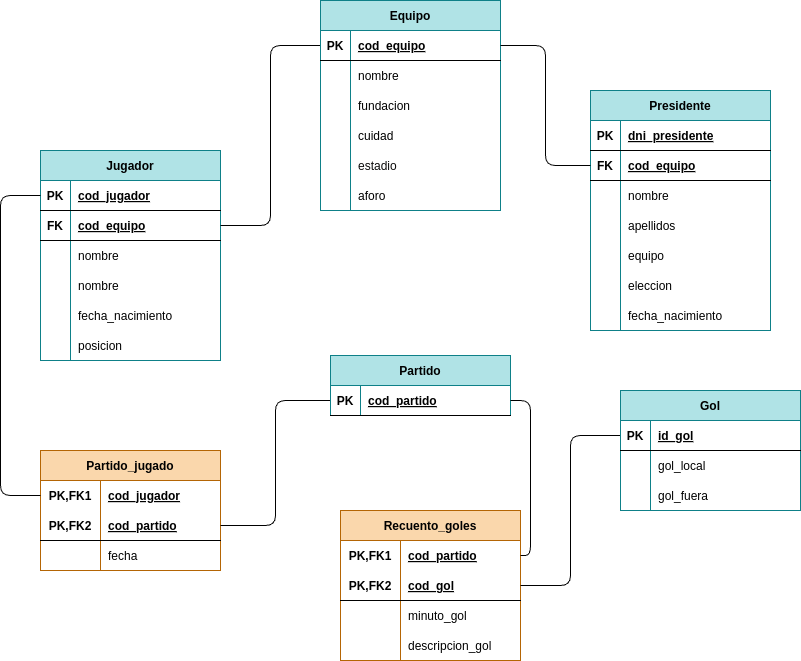 Equipo
PK cod_equipo
nombre
fundacion
cuidad
estadio
aforo
Presidente
PK dni_presidente
FK cod_equipo
nombre
apellidos
equipo
eleccion
fecha_nacimiento
Jugador
PK cod_jugador
FK cod_equipo
nombre
nombre
fecha_nacimiento
posicion
Partido
PK cod_partido
Gol
PK id_gol
gol_local
gol_fuera
Partido_jugado
PK,FK1 cod_jugador
PK,FK2 cod_partido
fecha
Recuento_goles
PK,FK1 cod_partido
PK,FK2 cod_gol
minuto_gol
descripcion_gol